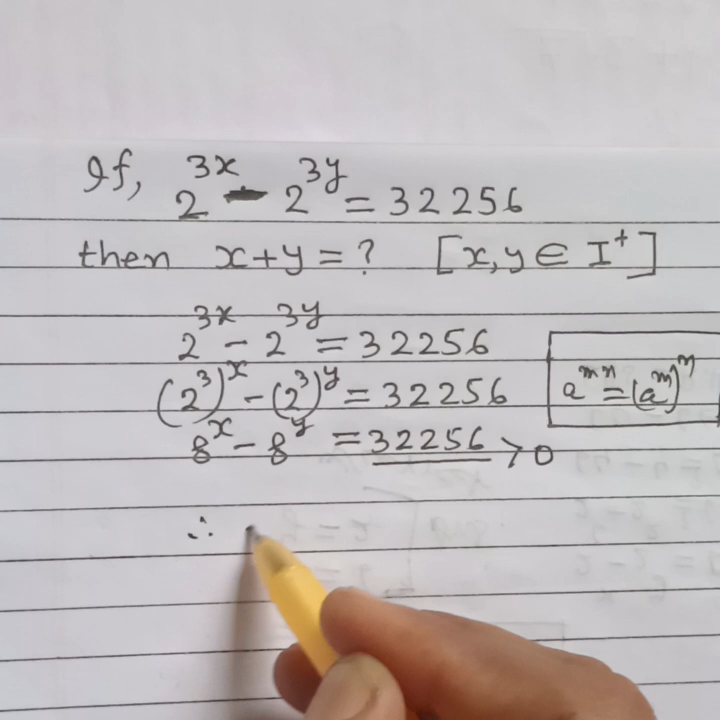 If, 2^{3x} - 2^{3y} = 32256
then x+y = ? [x, y ∈ I^+]
2^{3x} - 2^{3y} = 32256
(2^3)^x - (2^3)^y = 32256 a^{mn} = (a^m)^n
8^x - 8^y = 32256 > 0
∴